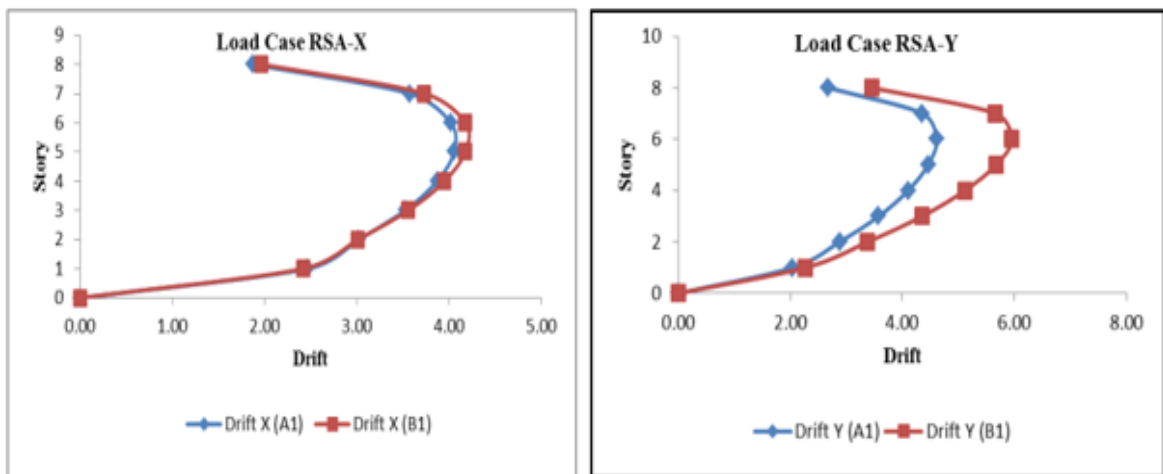 Load Case RSA-X
9
8
7
6
5
4
3
2
1
0
Story
0.00 1.00 2.00 3.00 4.00 5.00
Drift
Drift X (A1) Drift X (B1)
Load Case RSA-Y
10
8
6
4
2
0
Story
0.00 2.00 4.00 6.00 8.00
Drift
Drift Y (A1) Drift Y (B1)